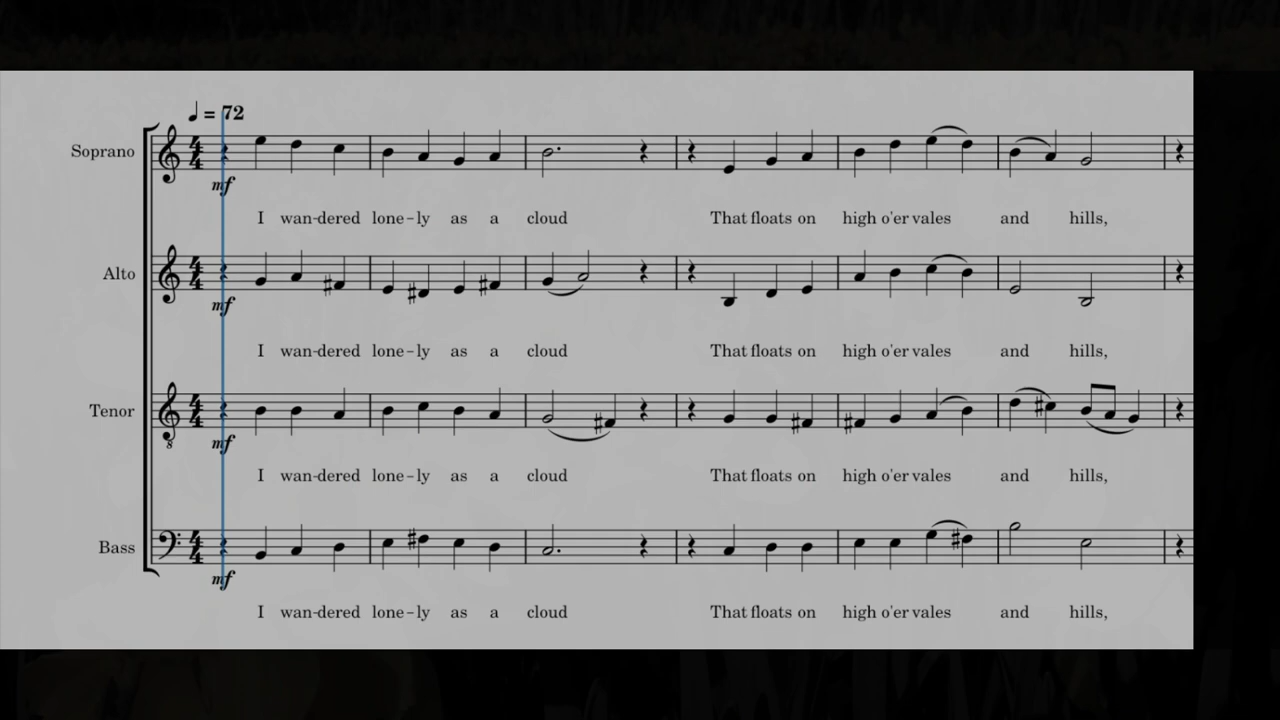 ♩ = 72
Soprano
mf
I wan-dered lone-ly as a cloud That floats on high o'er vales and hills,
Alto
mf
I wan-dered lone-ly as a cloud That floats on high o'er vales and hills,
Tenor
8
mf
I wan-dered lone-ly as a cloud That floats on high o'er vales and hills,
Bass
mf
I wan-dered lone-ly as a cloud That floats on high o'er vales and hills,